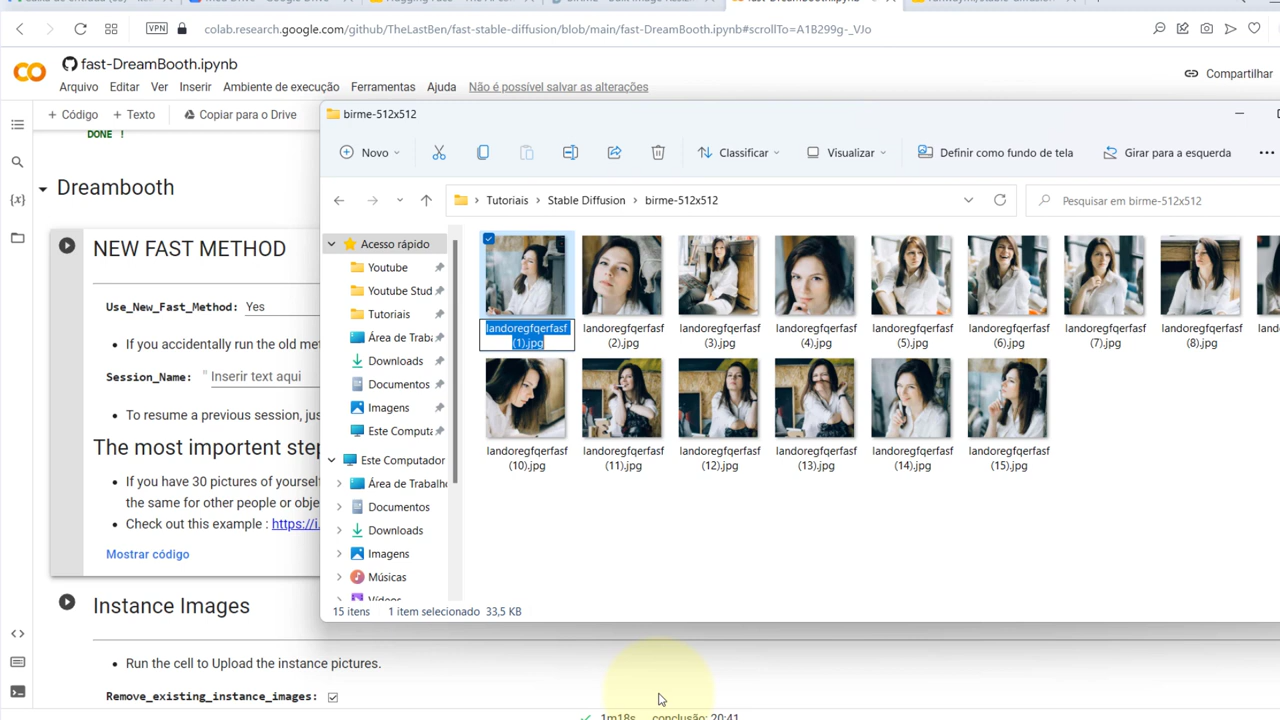 VPN
colab.research.google.com/github/TheLastBen/fast-stable-diffusion/blob/main/fast-DreamBooth.ipynb#scrollTo=A1B299g-_VJo
fast-DreamBooth.ipynb
Compartilhar
Arquivo Editar Ver Inserir Ambiente de execução Ferramentas Ajuda Não é possível salvar as alterações
+ Código + Texto Copiar para o Drive
DONE !
Dreambooth
NEW FAST METHOD
Use_New_Fast_Method: Yes
If you accidentally run the old met
Session_Name: " Inserir texto aqui
To resume a previous session, jus
The most important step
If you have 30 pictures of yourself
the same for other people or obje
Check out this example : https://i.
Mostrar código
Instance Images
Run the cell to Upload the instance pictures.
Remove_existing_instance_images:
1m18s conclusão: 20:41
birme-512x512
Novo
Classificar
Visualizar
Definir como fundo de tela
Girar para a esquerda
Tutoriais > Stable Diffusion > birme-512x512
Pesquisar em birme-512x512
Acesso rápido
Youtube
Youtube Stud
Tutoriais
Área de Traba
Downloads
Documentos
Imagens
Este Computa
Este Computador
Área de Trabalho
Documentos
Downloads
Imagens
Músicas
Vídeos
landoregfqerfasf
(1).jpg
landoregfqerfasf
(2).jpg
landoregfqerfasf
(3).jpg
landoregfqerfasf
(4).jpg
landoregfqerfasf
(5).jpg
landoregfqerfasf
(6).jpg
landoregfqerfasf
(7).jpg
landoregfqerfasf
(8).jpg
lando
landoregfqerfasf
(10).jpg
landoregfqerfasf
(11).jpg
landoregfqerfasf
(12).jpg
landoregfqerfasf
(13).jpg
landoregfqerfasf
(14).jpg
landoregfqerfasf
(15).jpg
15 itens 1 item selecionado 33,5 KB